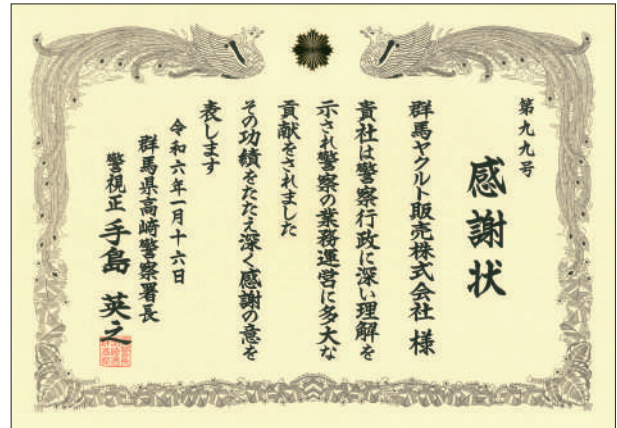 第九九号
感謝状
群馬ヤクルト販売株式会社 様
貴社は警察行政に深い理解を
示され警察の業務運営に多大な
貢献をされました
その功績をたたえ深く感謝の意を
表します
令和六年一月十六日
群馬県高崎警察署長
警視正 手島 英之